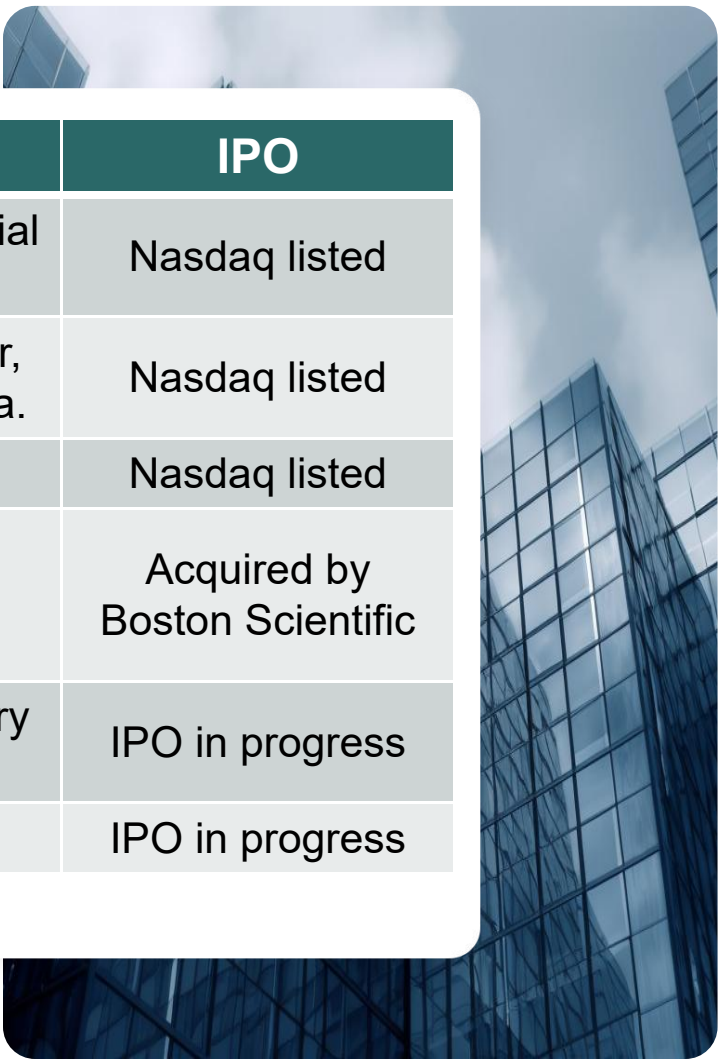 IPO
ial
Nasdaq listed
r,
a.
Nasdaq listed
Nasdaq listed
Acquired by
Boston Scientific
ry
IPO in progress
IPO in progress